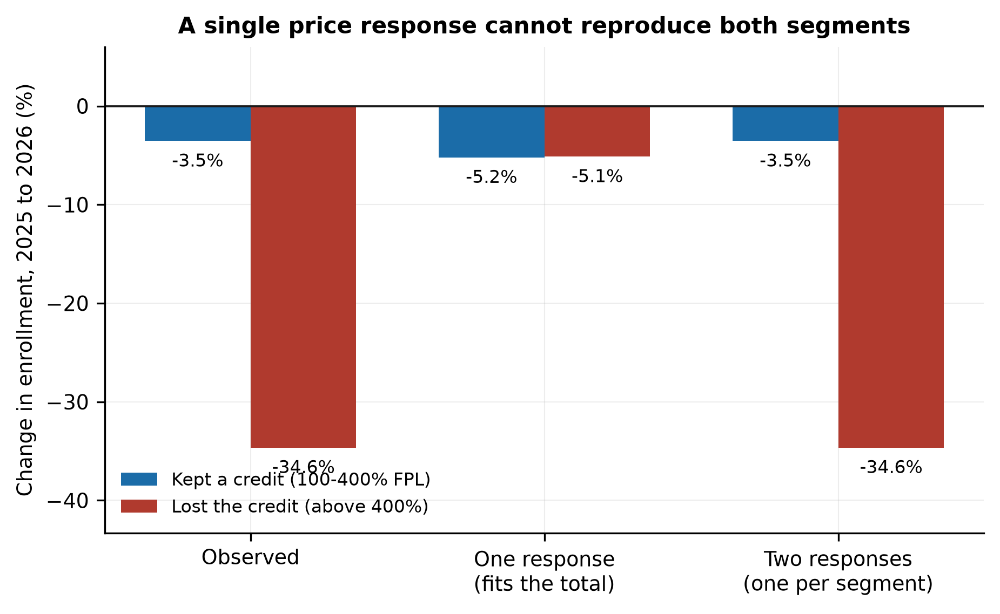 A single price response cannot reproduce both segments
Change in enrollment, 2025 to 2026 (%)
0
−10
−20
−30
−40
-3.5%
-34.6%
-5.2%
-5.1%
-3.5%
-34.6%
Kept a credit (100-400% FPL)
Lost the credit (above 400%)
Observed
One response
(fits the total)
Two responses
(one per segment)